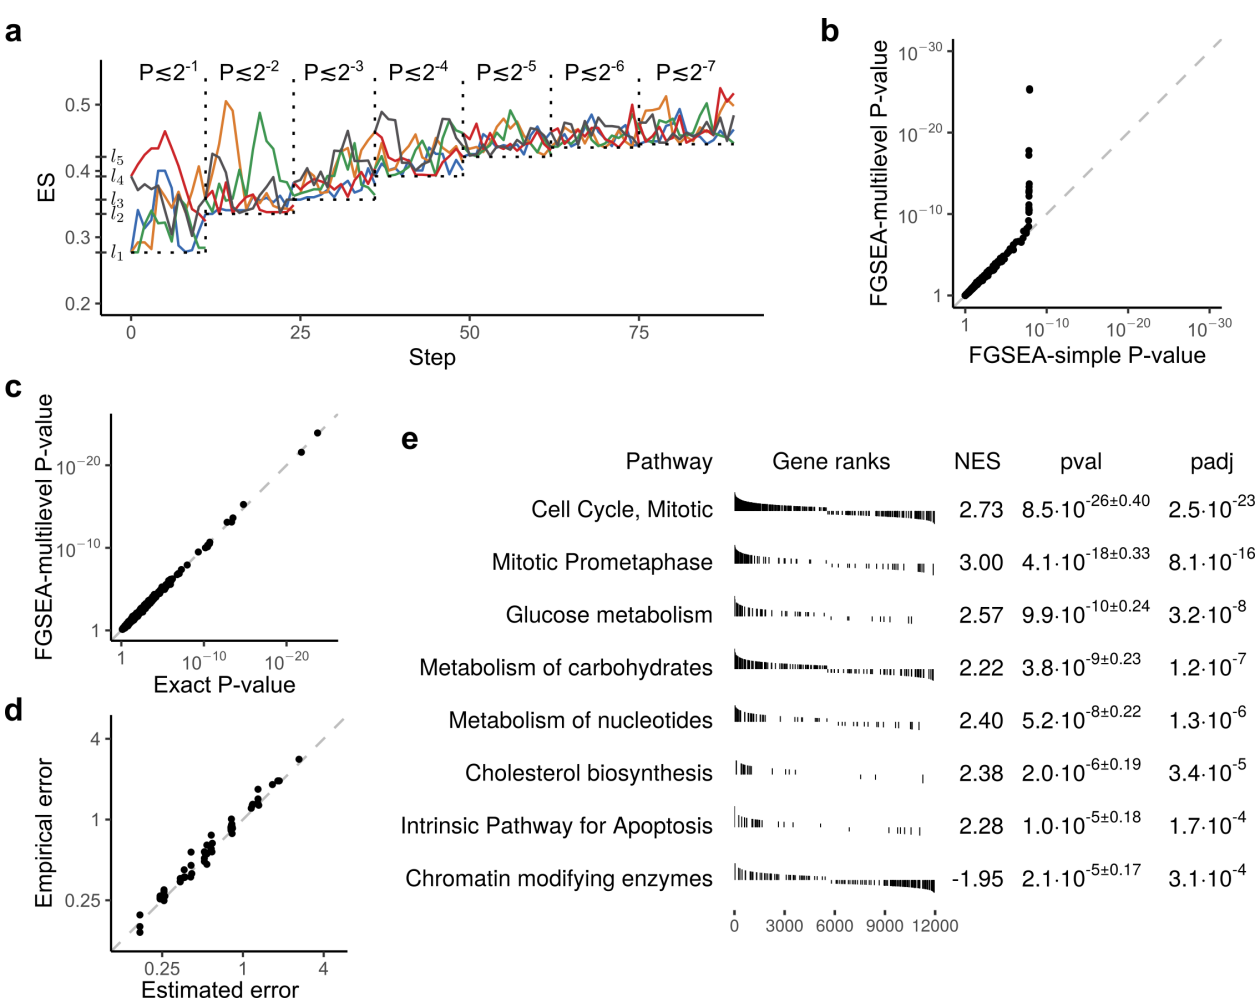 a
P≲2⁻¹ P≲2⁻² P≲2⁻³ P≲2⁻⁴ P≲2⁻⁵ P≲2⁻⁶ P≲2⁻⁷
0.5
l₅
0.4
l₄
l₃
l₂
0.3
l₁
0.2
ES
0 25 50 75
Step
b
FGSEA-multilevel P-value
10⁻³⁰
10⁻²⁰
10⁻¹⁰
1
1 10⁻¹⁰ 10⁻²⁰ 10⁻³⁰
FGSEA-simple P-value
c
FGSEA-multilevel P-value
10⁻²⁰
10⁻¹⁰
1
1 10⁻¹⁰ 10⁻²⁰
Exact P-value
d
Empirical error
4
1
0.25
0.25 1 4
Estimated error
e
Pathway Gene ranks NES pval padj
Cell Cycle, Mitotic 2.73 8.5·10⁻²⁶±⁰·⁴⁰ 2.5·10⁻²³
Mitotic Prometaphase 3.00 4.1·10⁻¹⁸±⁰·³³ 8.1·10⁻¹⁶
Glucose metabolism 2.57 9.9·10⁻¹⁰±⁰·²⁴ 3.2·10⁻⁸
Metabolism of carbohydrates 2.22 3.8·10⁻⁹±⁰·²³ 1.2·10⁻⁷
Metabolism of nucleotides 2.40 5.2·10⁻⁸±⁰·²² 1.3·10⁻⁶
Cholesterol biosynthesis 2.38 2.0·10⁻⁶±⁰·¹⁹ 3.4·10⁻⁵
Intrinsic Pathway for Apoptosis 2.28 1.0·10⁻⁵±⁰·¹⁸ 1.7·10⁻⁴
Chromatin modifying enzymes -1.95 2.1·10⁻⁵±⁰·¹⁷ 3.1·10⁻⁴
0 3000 6000 9000 12000